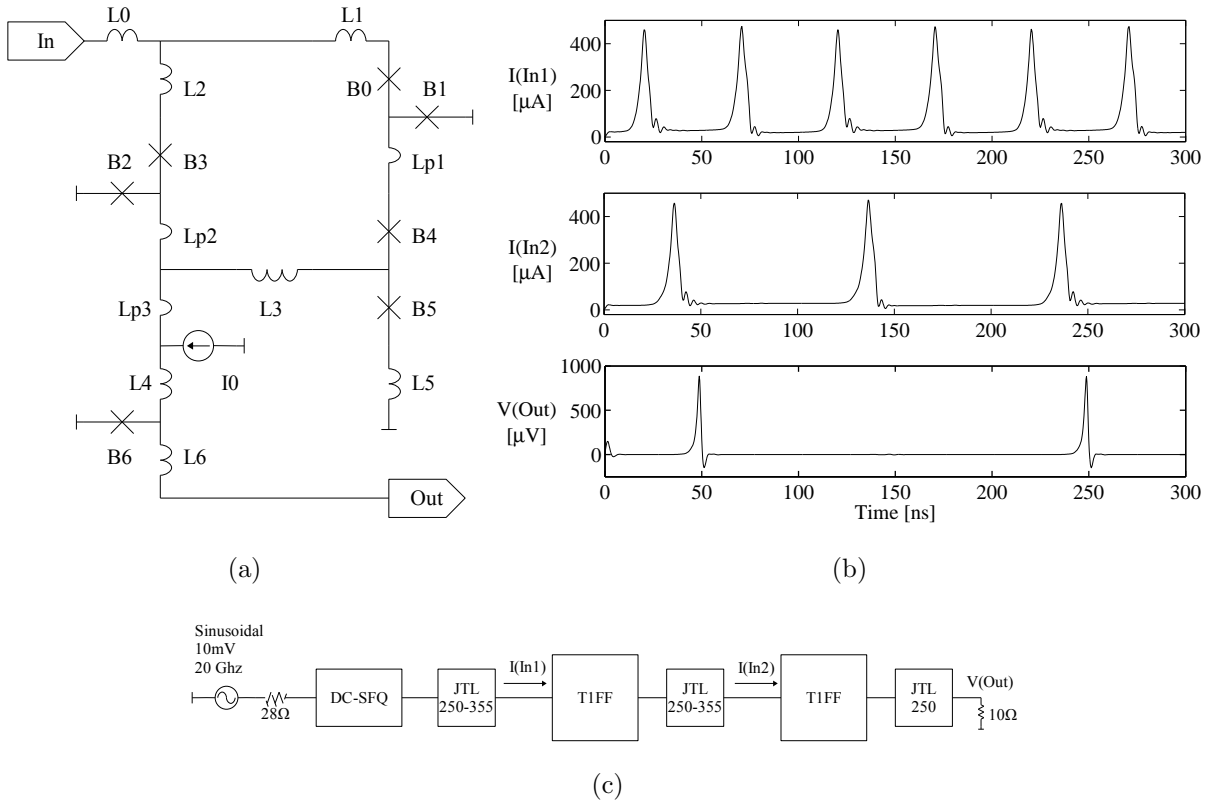 L0
L1
In
L2
B0
B1
B2
B3
Lp1
Lp2
B4
Lp3
L3
B5
L4
I0
L5
B6
L6
Out
(a)
I(In1)
[μA]
400
200
0
0 50 100 150 200 250 300
I(In2)
[μA]
400
200
0
0 50 100 150 200 250 300
V(Out)
[μV]
1000
500
0
0 50 100 150 200 250 300
Time [ns]
(b)
Sinusoidal
10mV
20 Ghz
28Ω
DC-SFQ
JTL
250-355
I(In1)
T1FF
JTL
250-355
I(In2)
T1FF
JTL
250
V(Out)
10Ω
(c)